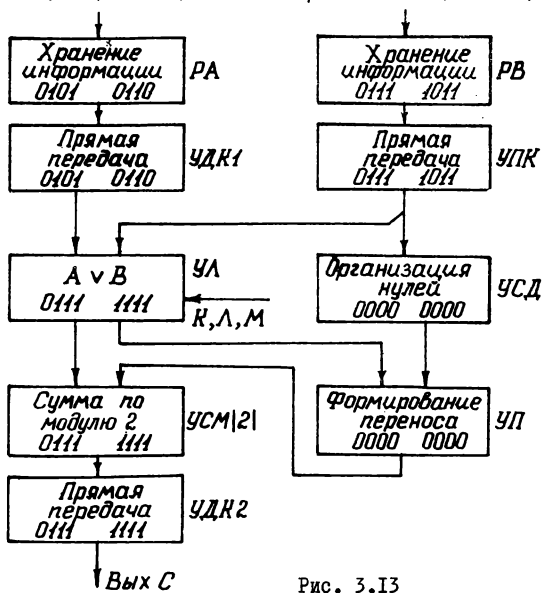 Хранение
информации
0101 0110
РА
Хранение
информации
0111 1011
РВ
Прямая
передача
0101 0110
УДК1
Прямая
передача
0111 1011
УПК
A ∨ B
0111 1111
УЛ
К, Л, М
Организация
нулей
0000 0000
УСД
Сумма по
модулю 2
0111 1111
УСМ|2|
Формирование
переноса
0000 0000
УП
Прямая
передача
0111 1111
УДК2
Вых С
Рис. 3.I3